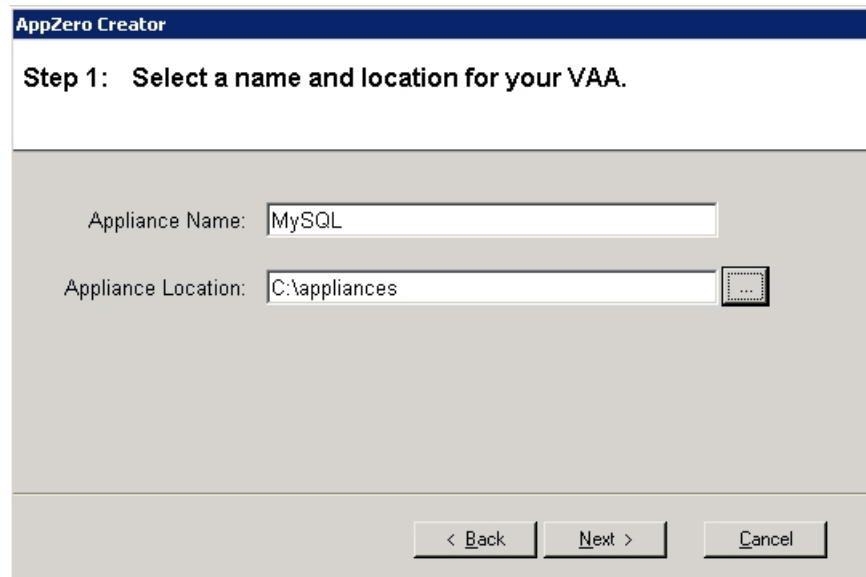 AppZero Creator
Step 1: Select a name and location for your VAA.
Appliance Name: MySQL
Appliance Location: C:\appliances ...
< Back Next > Cancel